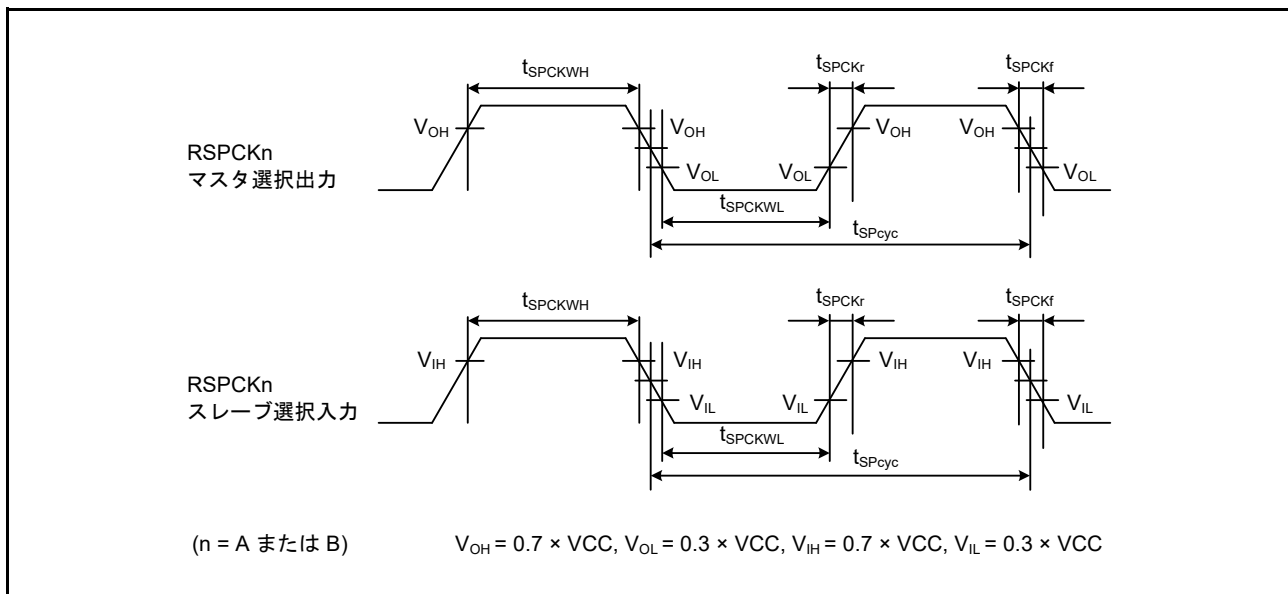 tSPCKWH tSPCKr tSPCKf
VOH VOH VOH VOH
RSPCKn
マスタ選択出力
VOL VOL VOL
tSPCKWL
tSPcyc
tSPCKWH tSPCKr tSPCKf
VIH VIH VIH VIH
RSPCKn
スレーブ選択入力
VIL VIL VIL
tSPCKWL
tSPcyc
(n = A または B) VOH = 0.7 × VCC, VOL = 0.3 × VCC, VIH = 0.7 × VCC, VIL = 0.3 × VCC